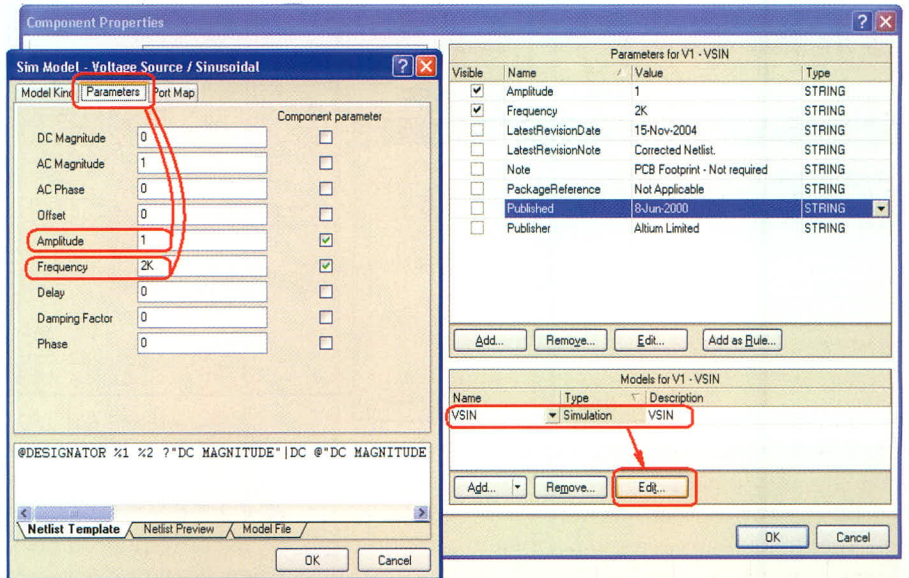 Component Properties
Sim Model - Voltage Source / Sinusoidal
Model Kind Parameters Port Map
Component parameter
DC Magnitude 0
AC Magnitude 1
AC Phase 0
Offset 0
Amplitude 1
Frequency 2K
Delay 0
Damping Factor 0
Phase 0
@DESIGNATOR %1 %2 ?"DC MAGNITUDE"|DC @"DC MAGNITUDE
Netlist Template Netlist Preview Model File
OK Cancel
Parameters for V1 - VSIN
Visible Name Value Type
Amplitude 1 STRING
Frequency 2K STRING
LatestRevisionDate 15-Nov-2004 STRING
LatestRevisionNote Corrected Netlist. STRING
Note PCB Footprint - Not required STRING
PackageReference Not Applicable STRING
Published 8-Jun-2000 STRING
Publisher Altium Limited STRING
Add... Remove... Edit... Add as Rule...
Models for V1 - VSIN
Name Type Description
VSIN Simulation VSIN
Add... Remove... Edit...
OK Cancel